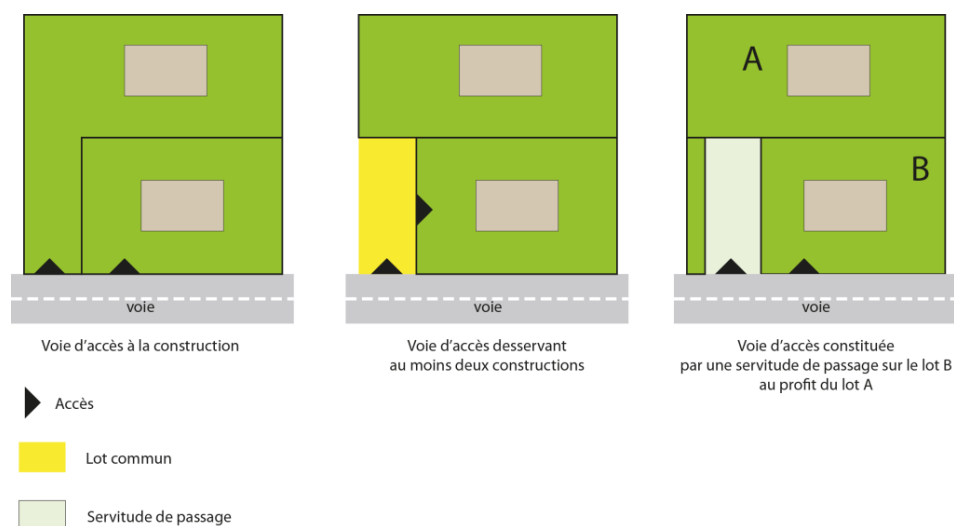 A
B
voie
voie
voie
Voie d'accès à la construction
Voie d'accès desservant
au moins deux constructions
Voie d'accès constituée
par une servitude de passage sur le lot B
au profit du lot A
Accès
Lot commun
Servitude de passage